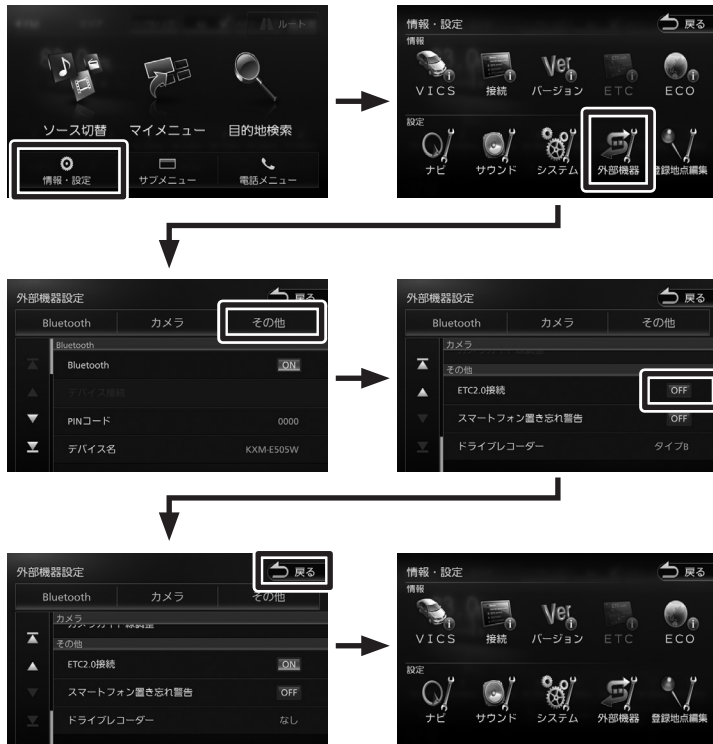 ルート
ソース切替 マイメニュー 目的地検索
情報・設定 サブメニュー 電話メニュー
情報・設定 戻る
情報
VICS 接続 Ver バージョン ETC ECO
設定
ナビ サウンド システム 外部機器 登録地点編集
外部機器設定 戻る
Bluetooth カメラ その他
Bluetooth
Bluetooth ON
デバイス接続
PINコード 0000
デバイス名 KXM-E505W
外部機器設定 戻る
Bluetooth カメラ その他
カメラ
その他
ETC2.0接続 OFF
スマートフォン置き忘れ警告 OFF
ドライブレコーダー タイプB
外部機器設定 戻る
Bluetooth カメラ その他
カメラ
その他
ETC2.0接続 ON
スマートフォン置き忘れ警告 OFF
ドライブレコーダー なし
情報・設定 戻る
情報
VICS 接続 Ver バージョン ETC ECO
設定
ナビ サウンド システム 外部機器 登録地点編集